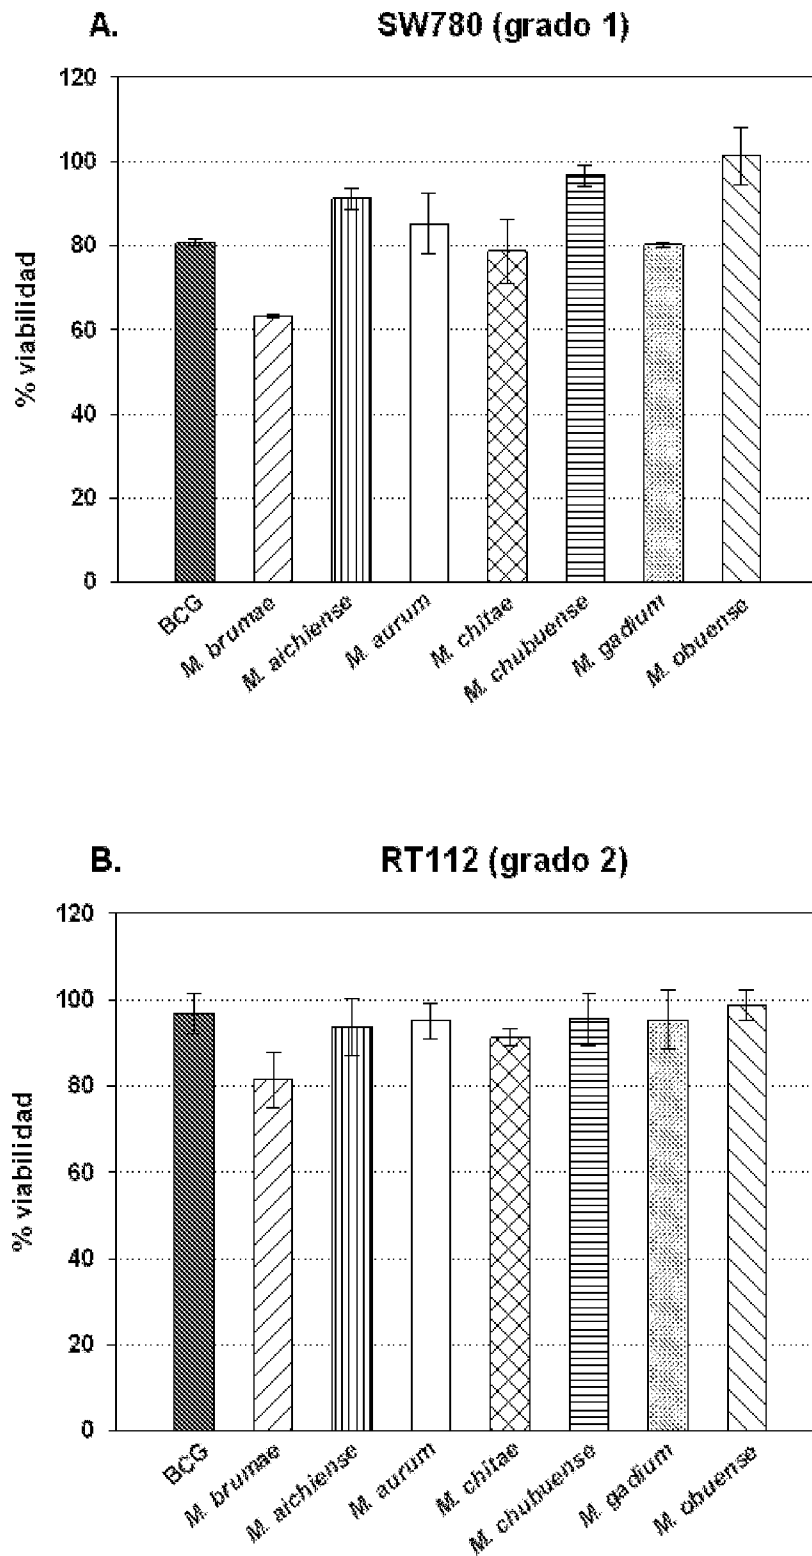 A. SW780 (grado 1)
120
100
80
60
40
20
0
% viabilidad
BCG
M. brumae
M. aichiense
M. aurum
M. chitae
M. chubuense
M. gadium
M. obuense
B. RT112 (grado 2)
120
100
80
60
40
20
0
% viabilidad
BCG
M. brumae
M. aichiense
M. aurum
M. chitae
M. chubuense
M. gadium
M. obuense